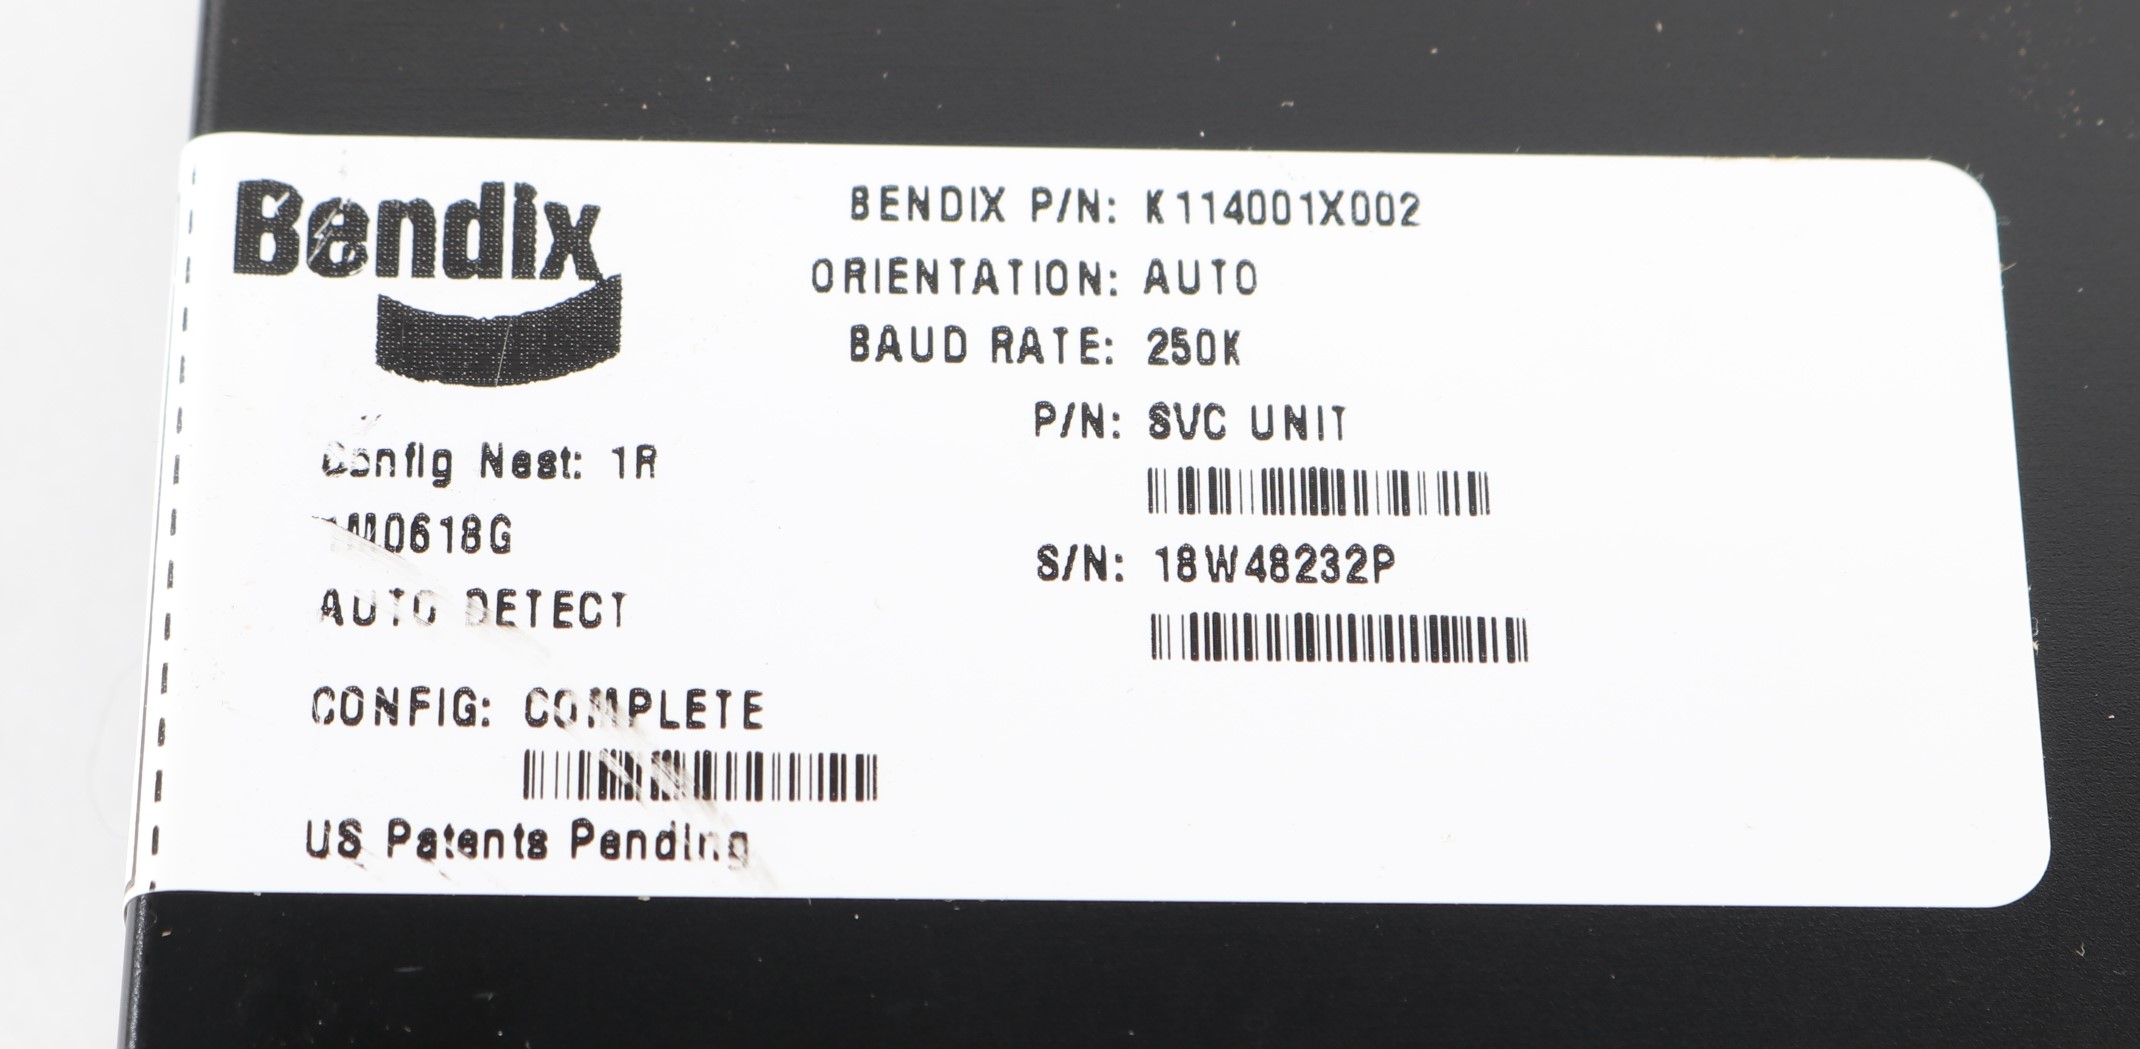 Bendix
BENDIX P/N: K114001X002
ORIENTATION: AUTO
BAUD RATE: 250K
P/N: SVC UNIT
S/N: 18W48232P
Config Nest: 1R
AUTO DETECT
CONFIG: COMPLETE
US Patents Pending